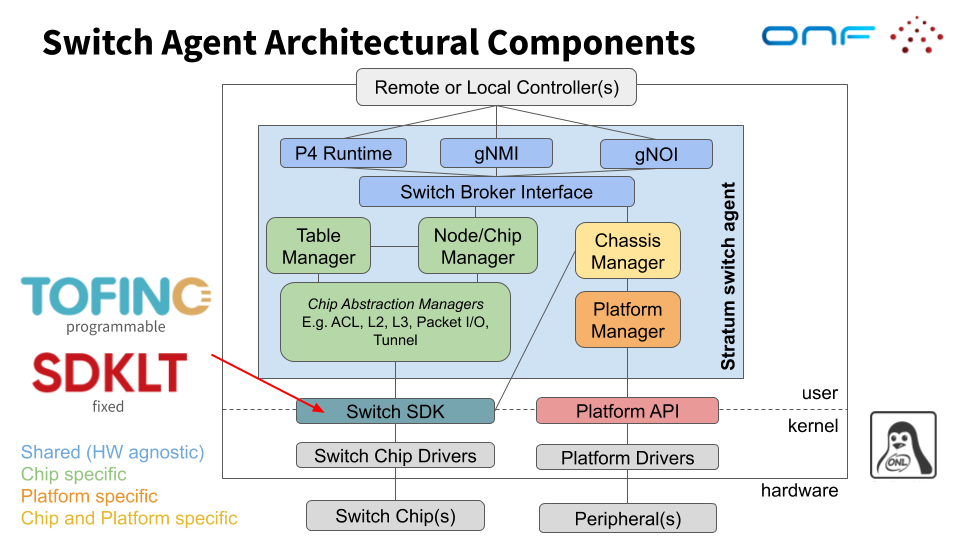 Switch Agent Architectural Components
ONF
Remote or Local Controller(s)
P4 Runtime
gNMI
gNOI
Switch Broker Interface
Table
Manager
Node/Chip
Manager
Chassis
Manager
Platform
Manager
Chip Abstraction Managers
E.g. ACL, L2, L3, Packet I/O,
Tunnel
Stratum switch agent
TOFINO
programmable
SDKLT
fixed
Switch SDK
Platform API
user
kernel
Switch Chip Drivers
Platform Drivers
hardware
Switch Chip(s)
Peripheral(s)
ONL
Shared (HW agnostic)
Chip specific
Platform specific
Chip and Platform specific